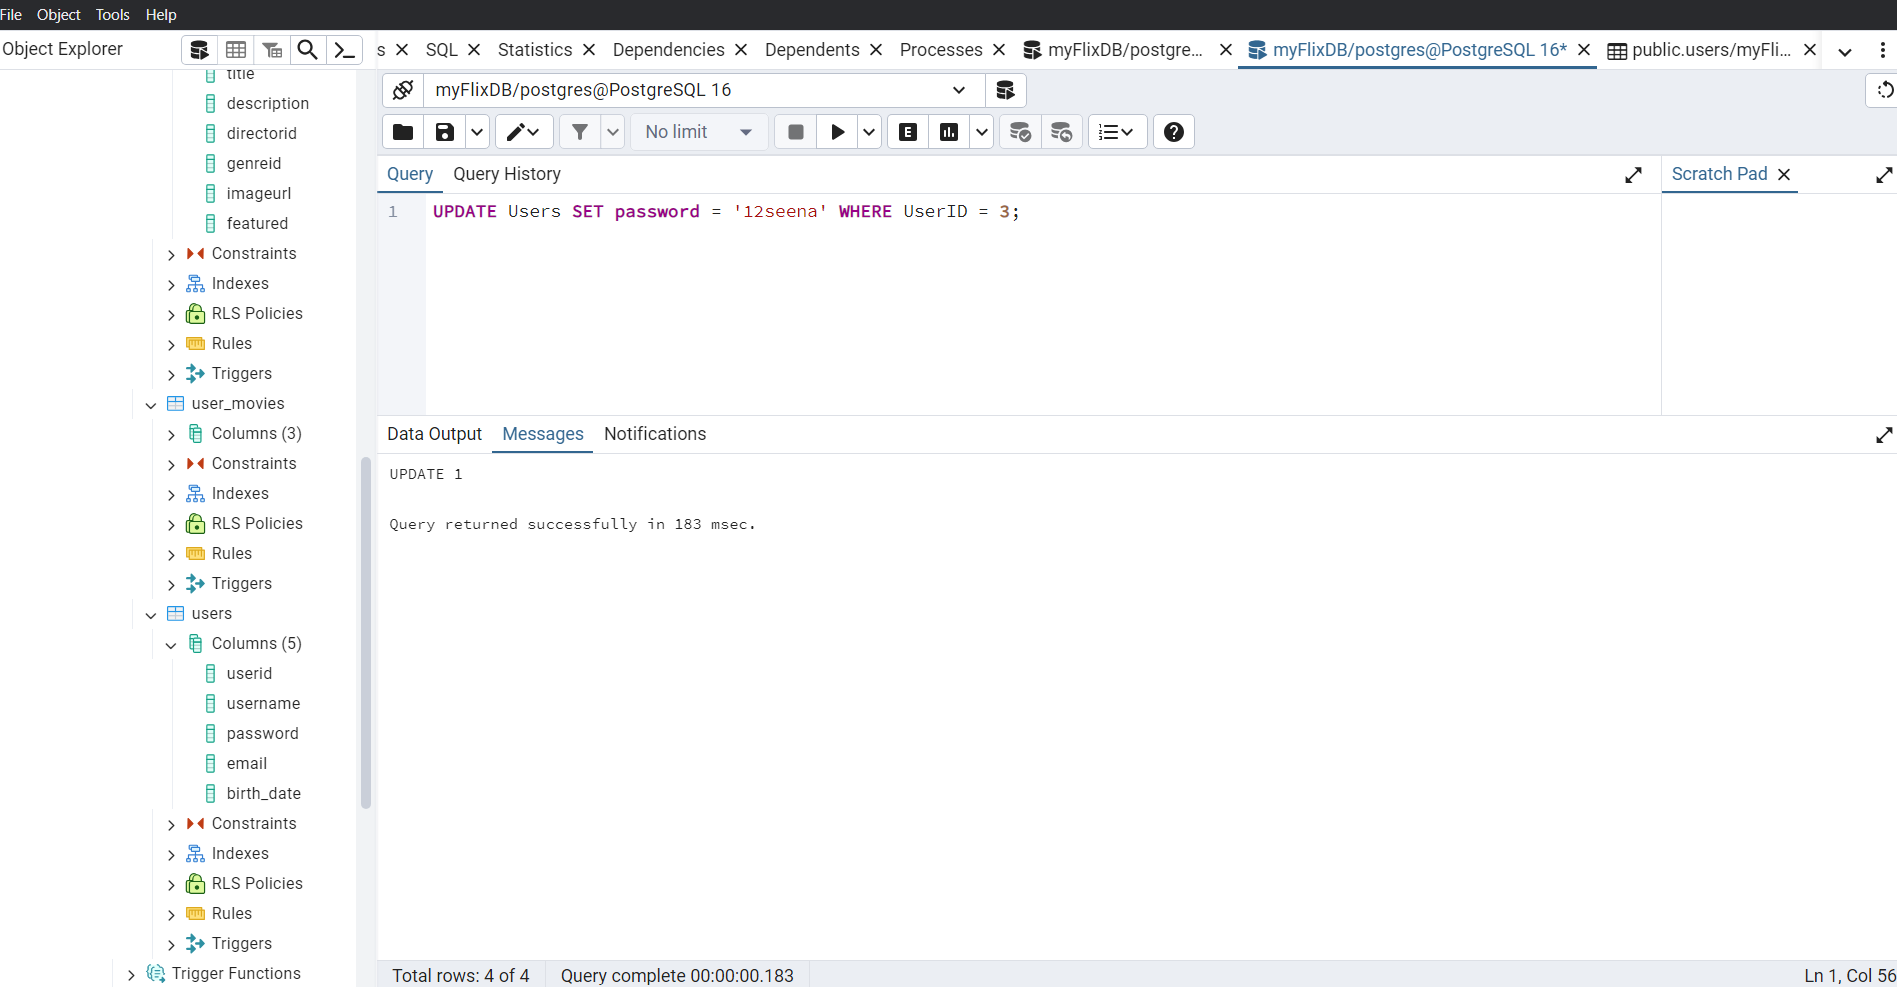 File Object Tools Help
Object Explorer
s SQL Statistics Dependencies Dependents Processes myFlixDB/postgre... myFlixDB/postgres@PostgreSQL 16* public.users/myFli...
myFlixDB/postgres@PostgreSQL 16
No limit
E
Query Query History
Scratch Pad
1 UPDATE Users SET password = '12seena' WHERE UserID = 3;
title
description
directorid
genreid
imageurl
featured
Constraints
Indexes
RLS Policies
Rules
Triggers
user_movies
Columns (3)
Constraints
Indexes
RLS Policies
Rules
Triggers
users
Columns (5)
userid
username
password
email
birth_date
Constraints
Indexes
RLS Policies
Rules
Triggers
Trigger Functions
Data Output Messages Notifications
UPDATE 1
Query returned successfully in 183 msec.
Total rows: 4 of 4 Query complete 00:00:00.183
Ln 1, Col 56